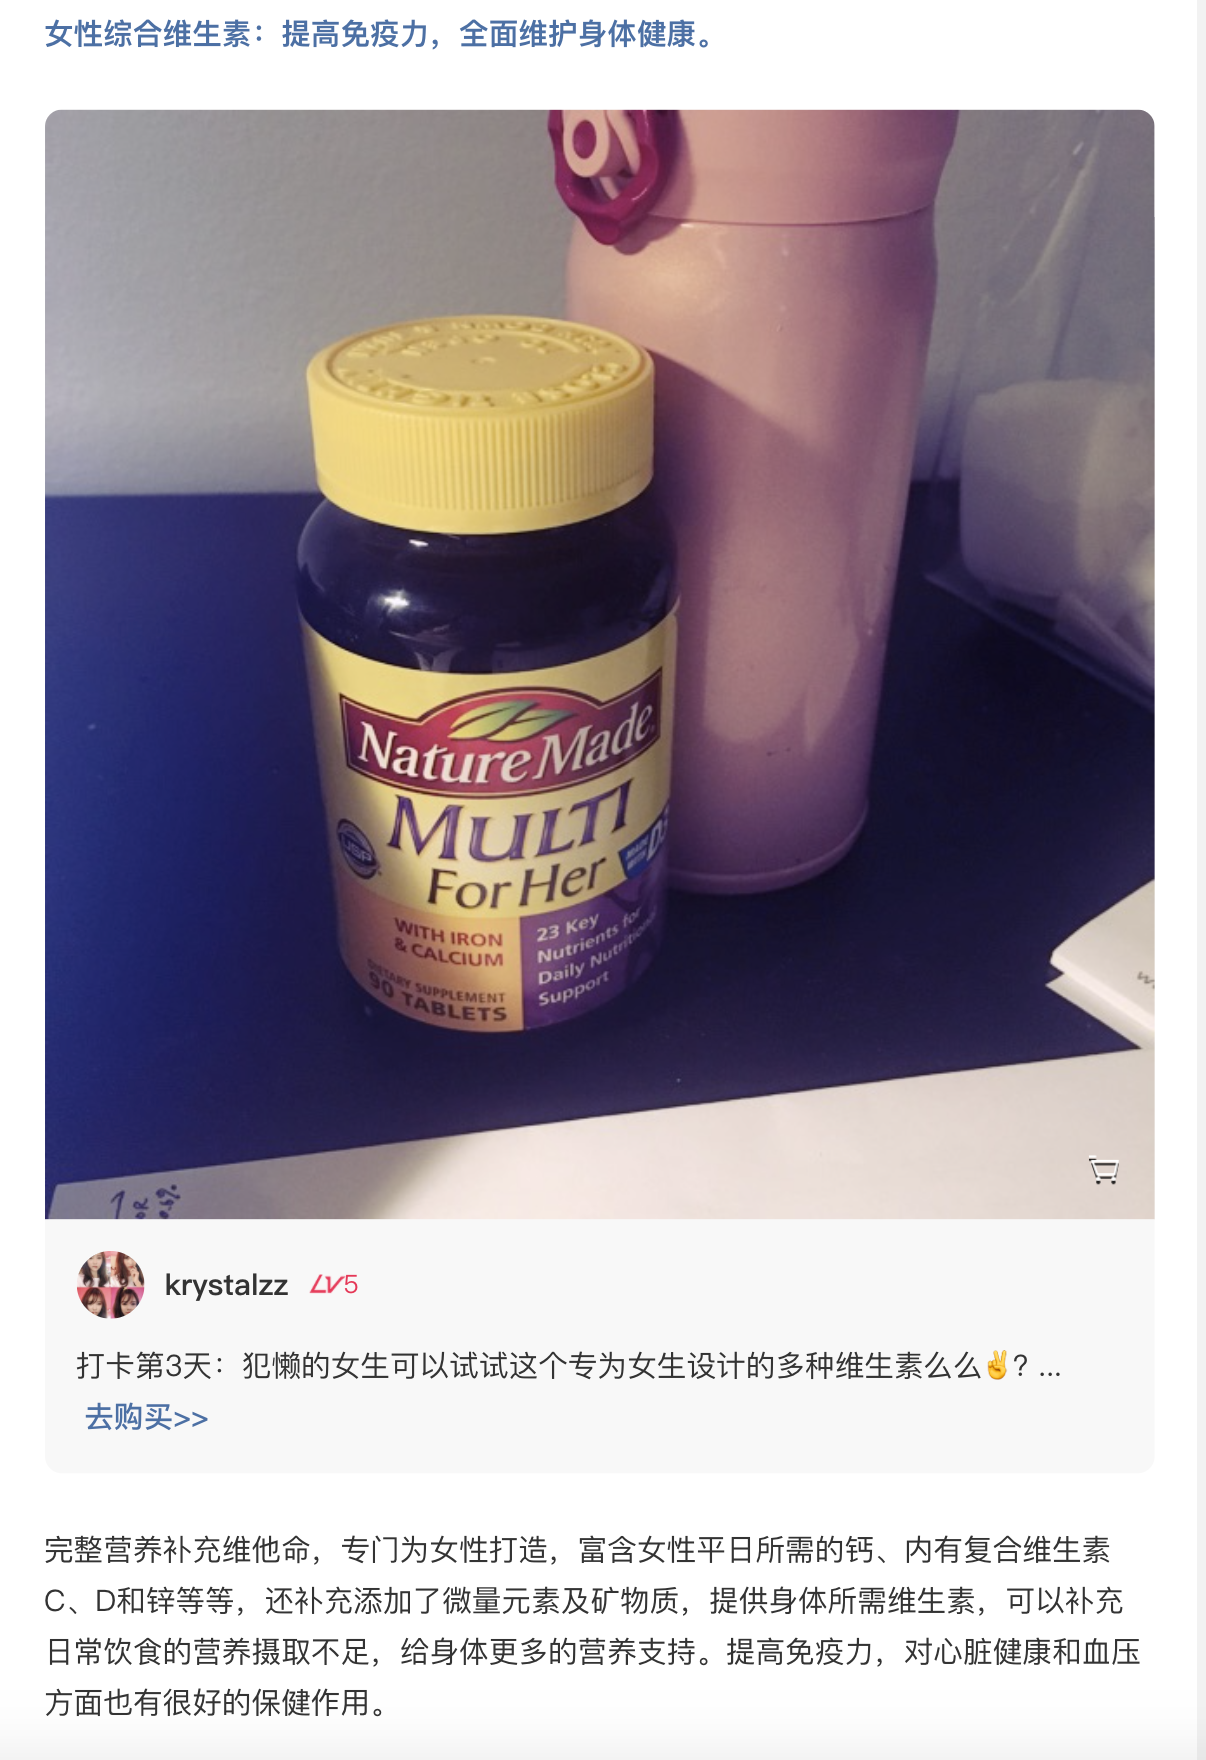 女性综合维生素：提高免疫力，全面维护身体健康。
Nature Made
MULTI
For Her
USP
MADE WITH D3
WITH IRON
& CALCIUM
23 Key
Nutrients for
Daily Nutritional
Support
DIETARY SUPPLEMENT
90 TABLETS
krystalzz LV5
打卡第3天：犯懒的女生可以试试这个专为女生设计的多种维生素么么✌️? ...
去购买>>
完整营养补充维他命，专门为女性打造，富含女性平日所需的钙、内有复合维生素
C、D和锌等等，还补充添加了微量元素及矿物质，提供身体所需维生素，可以补充
日常饮食的营养摄取不足，给身体更多的营养支持。提高免疫力，对心脏健康和血压
方面也有很好的保健作用。